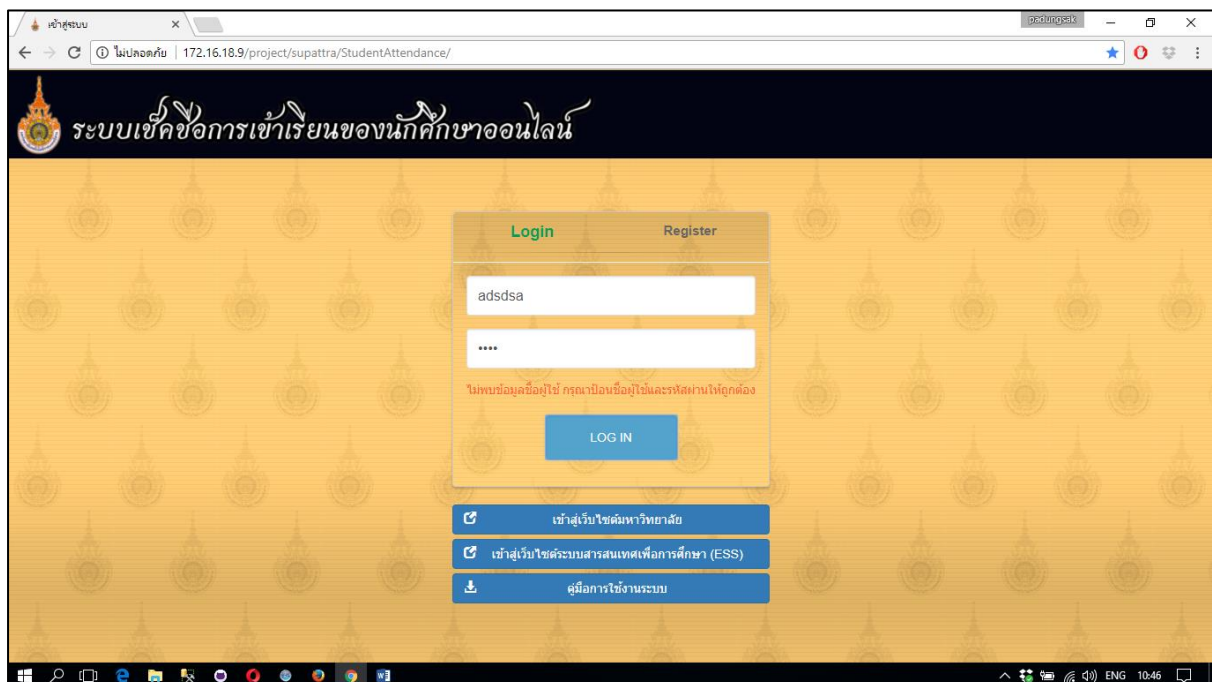 เข้าสู่ระบบ
padungsak
ไม่ปลอดภัย | 172.16.18.9/project/supattra/StudentAttendance/
ระบบเช็คชื่อการเข้าเรียนของนักศึกษาออนไลน์
Login Register
adsdsa
••••
ไม่พบข้อมูลชื่อผู้ใช้ กรุณาป้อนชื่อผู้ใช้และรหัสผ่านให้ถูกต้อง
LOG IN
เข้าสู่เว็บไซต์มหาวิทยาลัย
เข้าสู่เว็บไซต์ระบบสารสนเทศเพื่อการศึกษา (ESS)
คู่มือการใช้งานระบบ
ENG 10:46